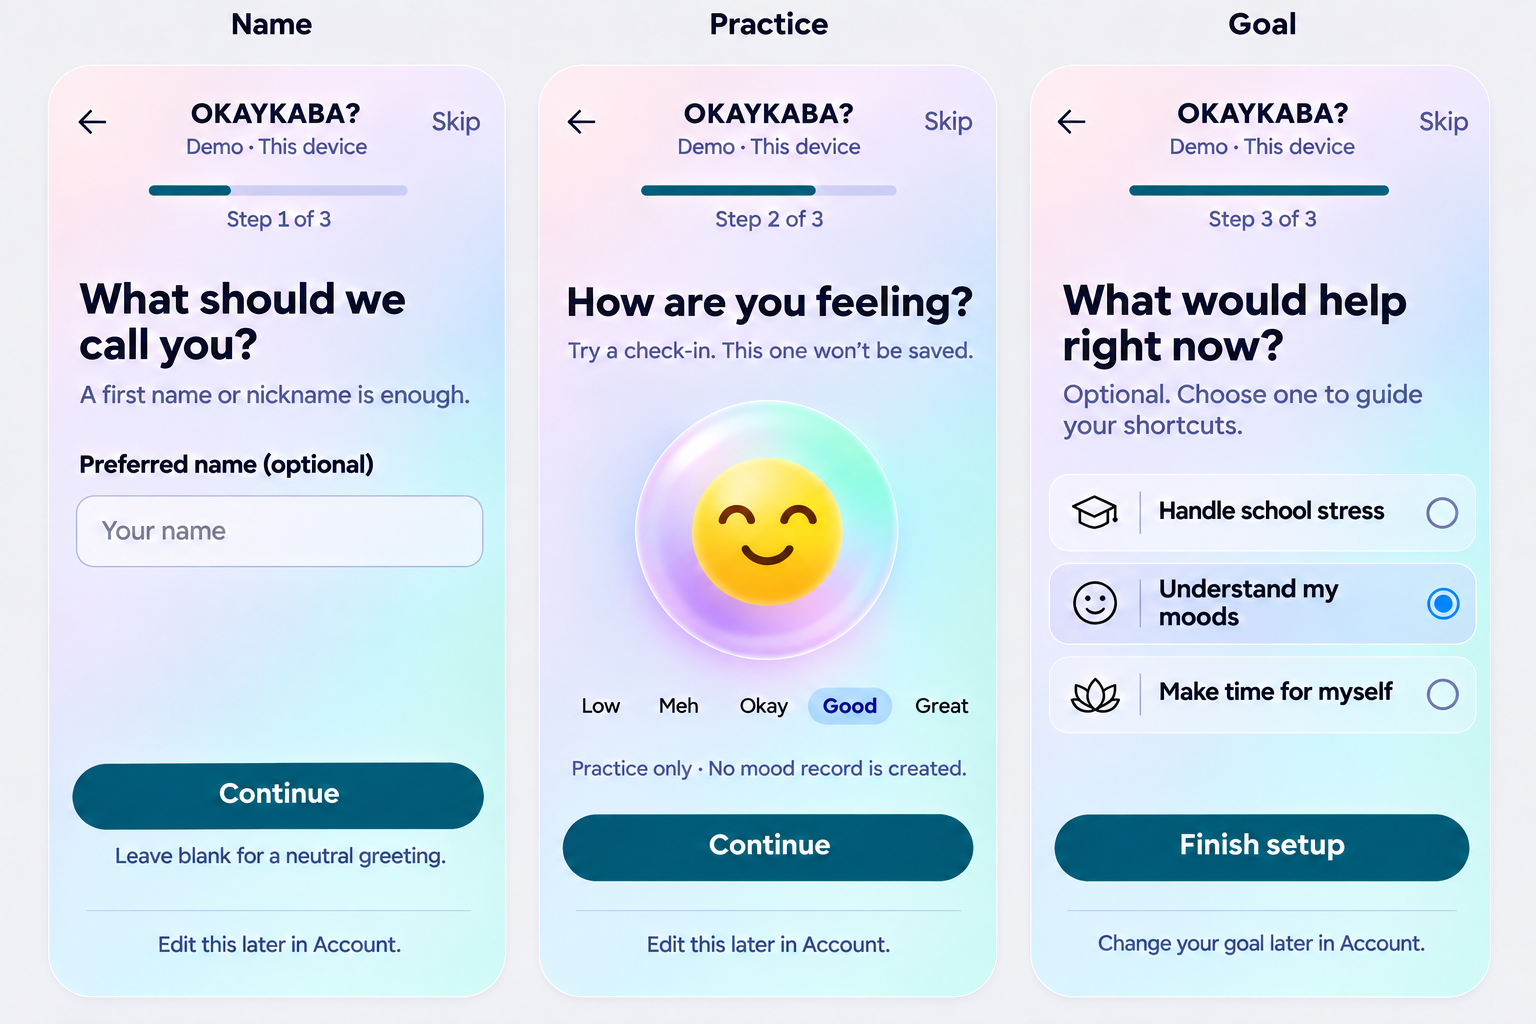 Name
OKAYKABA?
Skip
Demo · This device
Step 1 of 3
What should we
call you?
A first name or nickname is enough.
Preferred name (optional)
Your name
Continue
Leave blank for a neutral greeting.
Edit this later in Account.
Practice
OKAYKABA?
Skip
Demo · This device
Step 2 of 3
How are you feeling?
Try a check-in. This one won’t be saved.
Low Meh Okay Good Great
Practice only · No mood record is created.
Continue
Edit this later in Account.
Goal
OKAYKABA?
Skip
Demo · This device
Step 3 of 3
What would help
right now?
Optional. Choose one to guide
your shortcuts.
Handle school stress
Understand my
moods
Make time for myself
Finish setup
Change your goal later in Account.